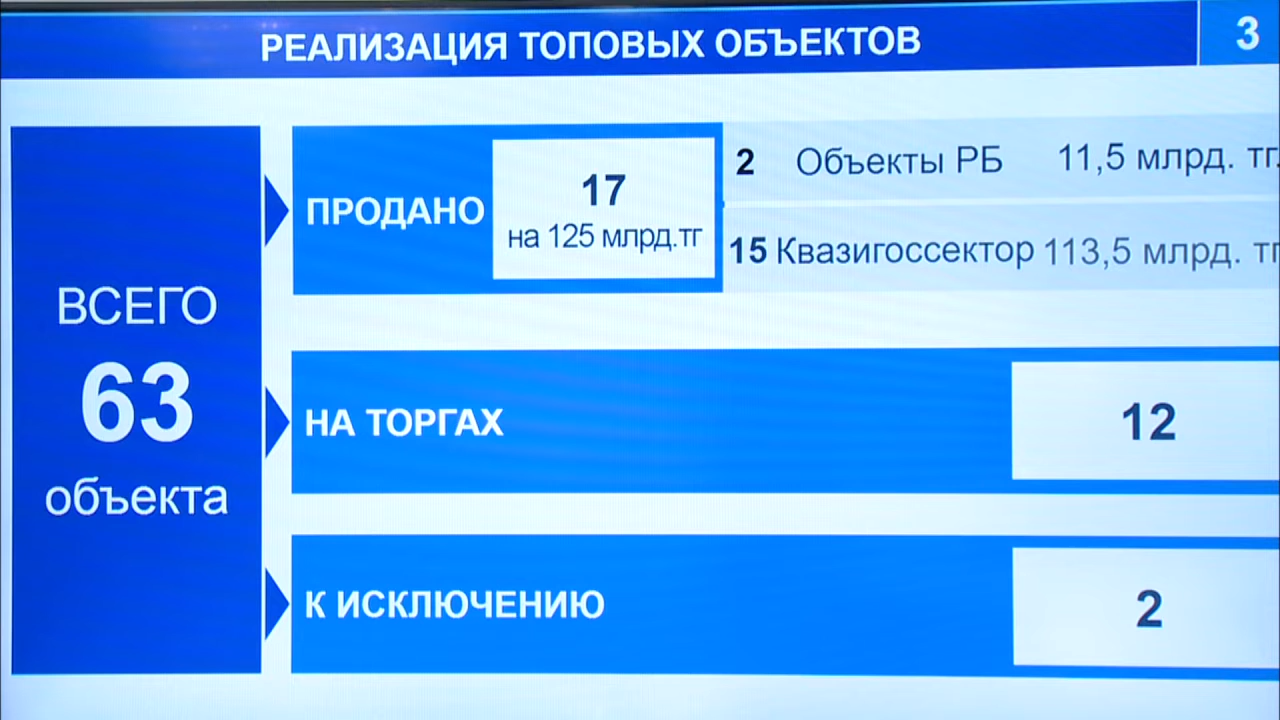 РЕАЛИЗАЦИЯ ТОПОВЫХ ОБЪЕКТОВ
3
ВСЕГО
63
объекта
ПРОДАНО
17
на 125 млрд.тг
2 Объекты РБ 11,5 млрд. тг.
15 Квазигоссектор 113,5 млрд. тг
НА ТОРГАХ
12
К ИСКЛЮЧЕНИЮ
2